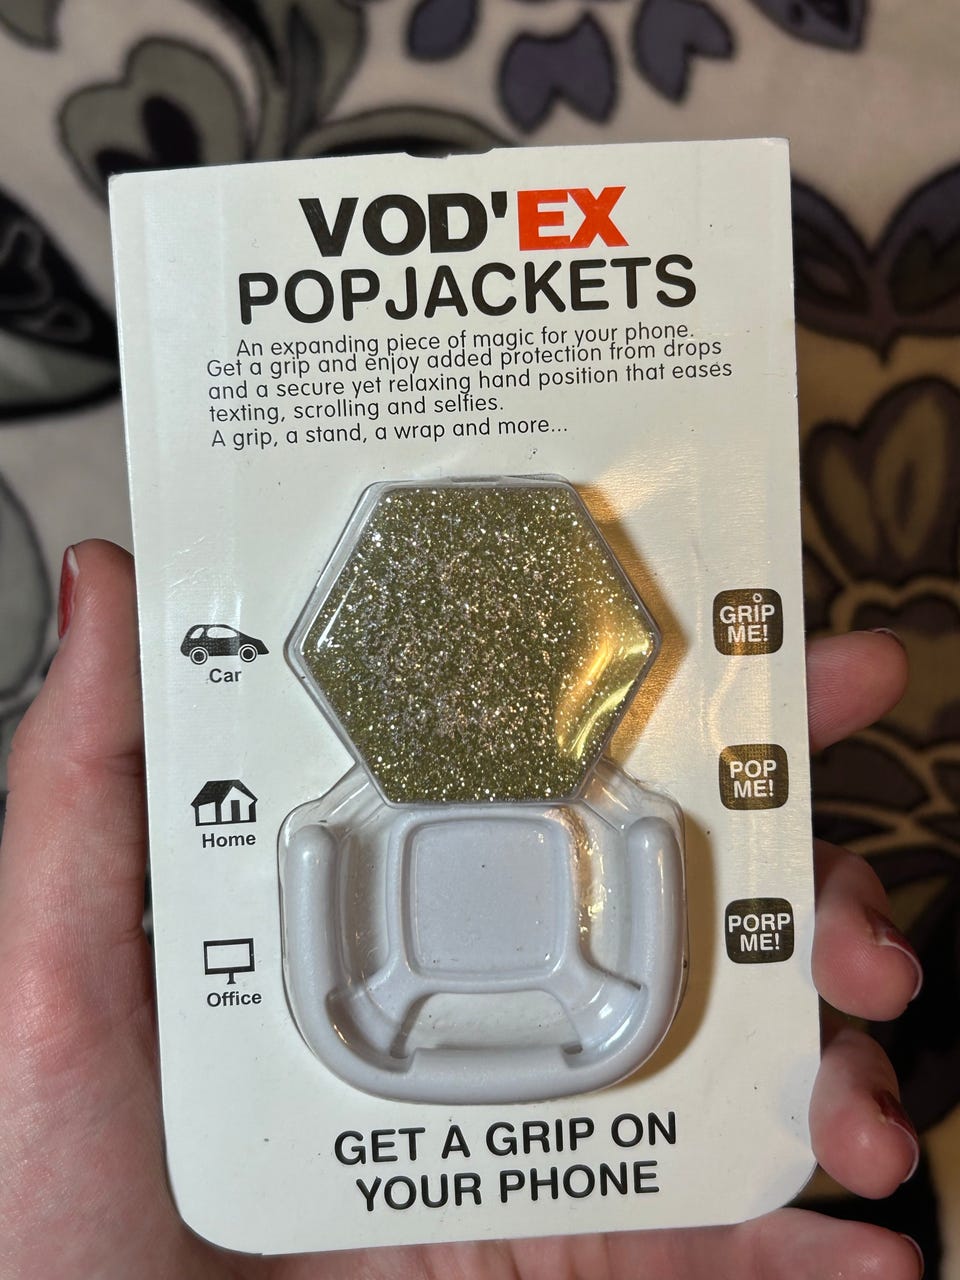 VOD'EX
POPJACKETS
An expanding piece of magic for your phone.
Get a grip and enjoy added protection from drops
and a secure yet relaxing hand position that eases
texting, scrolling and selfies.
A grip, a stand, a wrap and more...
Car
GRIP
ME!
Home
POP
ME!
Office
PORP
ME!
GET A GRIP ON
YOUR PHONE